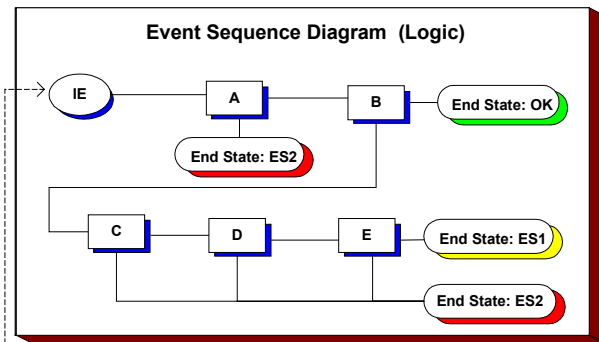 Event Sequence Diagram (Logic)
IE
A
B
End State: OK
End State: ES2
C
D
E
End State: ES1
End State: ES2